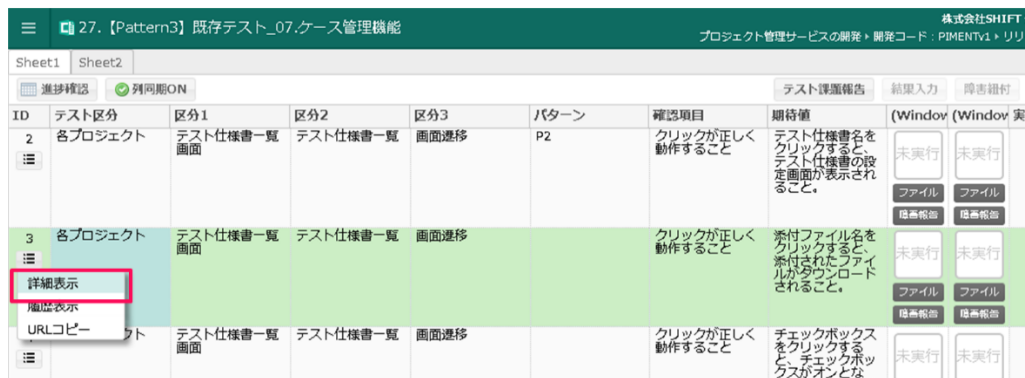 27.【Pattern3】既存テスト_07.ケース管理機能
株式会社SHIFT
プロジェクト管理サービスの開発 ▸ 開発コード：PIMENTv1 ▸ リリ
Sheet1 Sheet2
進捗確認 列同期ON テスト課題報告 結果入力 障害紐付
ID テスト区分 区分1 区分2 区分3 パターン 確認項目 期待値 (Window (Window 実
2 各プロジェクト テスト仕様書一覧 テスト仕様書一覧 画面遷移 P2 クリックが正しく テスト仕様書名を
画面 動作すること クリックすると、
テスト仕様書の設
定画面が表示され
ること。
未実行 未実行
ファイル ファイル
障害報告 障害報告
3 各プロジェクト テスト仕様書一覧 テスト仕様書一覧 画面遷移 クリックが正しく 添付ファイル名を
画面 動作すること クリックすると、
添付されたファイ
ルがダウンロード
されること。
未実行 未実行
ファイル ファイル
障害報告 障害報告
詳細表示
履歴表示
URLコピー
クト テスト仕様書一覧 テスト仕様書一覧 画面遷移 クリックが正しく チェックボックス
画面 動作すること をクリックする
と、チェックボッ
クスがオンとな
未実行 未実行